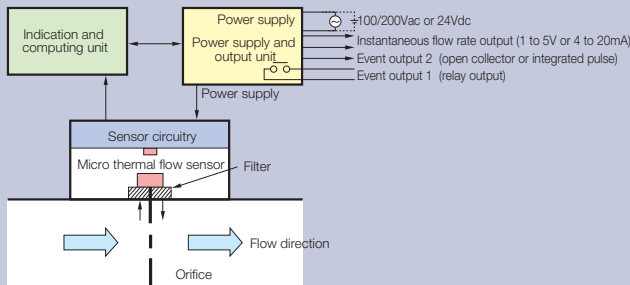 Power supply
100/200Vac or 24Vdc
Indication and
computing unit
Power supply and
output unit
Instantaneous flow rate output (1 to 5V or 4 to 20mA)
Event output 2 (open collector or integrated pulse)
Event output 1 (relay output)
Power supply
Sensor circuitry
Micro thermal flow sensor
Filter
Flow direction
Orifice